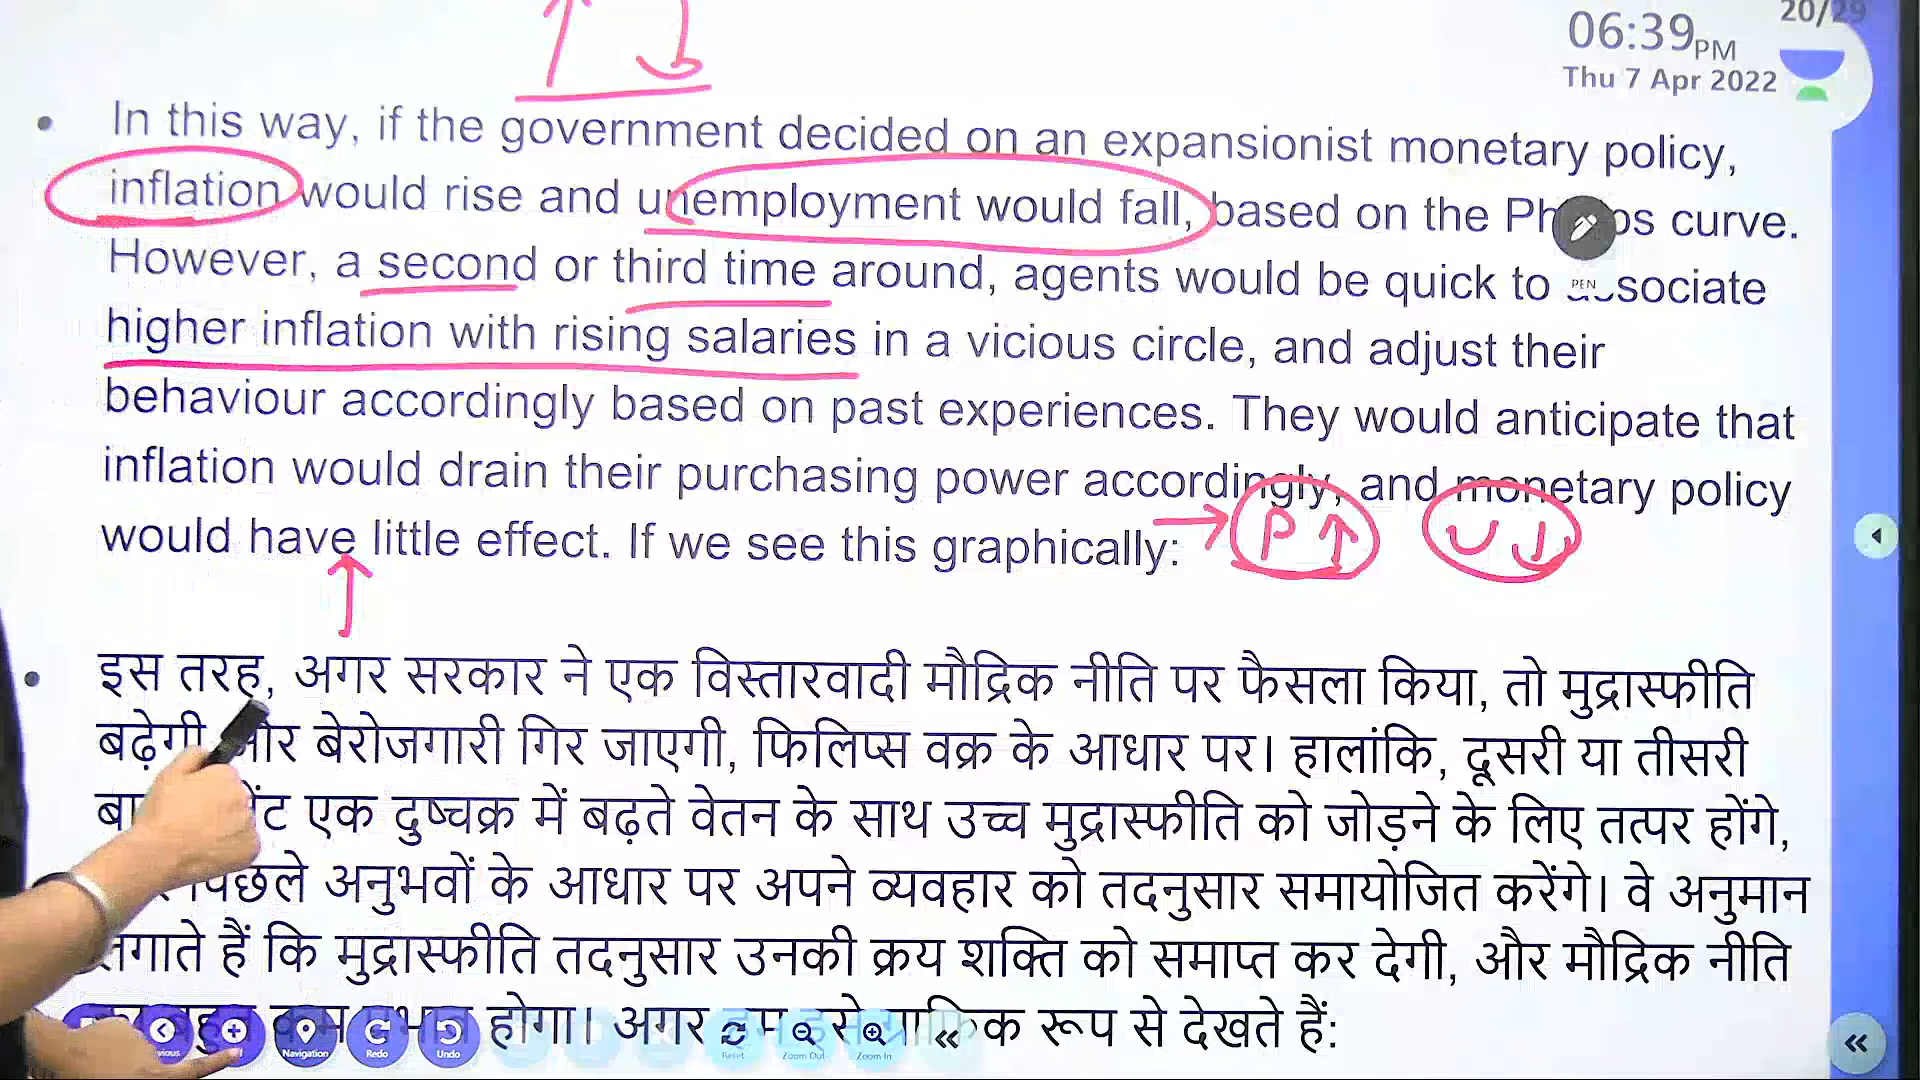 20/29
06:39PM
Thu 7 Apr 2022
• In this way, if the government decided on an expansionist monetary policy,
inflation would rise and unemployment would fall, based on the Ph ps curve.
However, a second or third time around, agents would be quick to associate
PEN
higher inflation with rising salaries in a vicious circle, and adjust their
behaviour accordingly based on past experiences. They would anticipate that
inflation would drain their purchasing power accordingly, and monetary policy
would have little effect. If we see this graphically: → P ↑ U ↓
• इस तरह, अगर सरकार ने एक विस्तारवादी मौद्रिक नीति पर फैसला किया, तो मुद्रास्फीति
बढ़ेगी और बेरोजगारी गिर जाएगी, फिलिप्स वक्र के आधार पर। हालांकि, दूसरी या तीसरी
एक दुष्चक्र में बढ़ते वेतन के साथ उच्च मुद्रास्फीति को जोड़ने के लिए तत्पर होंगे,
पिछले अनुभवों के आधार पर अपने व्यवहार को तदनुसार समायोजित करेंगे। वे अनुमान
लगाते हैं कि मुद्रास्फीति तदनुसार उनकी क्रय शक्ति को समाप्त कर देगी, और मौद्रिक नीति
होगा। अगर हम इसे ग्राफिक रूप से देखते हैं:
Navigation Redo Undo Reset Zoom Out Zoom In